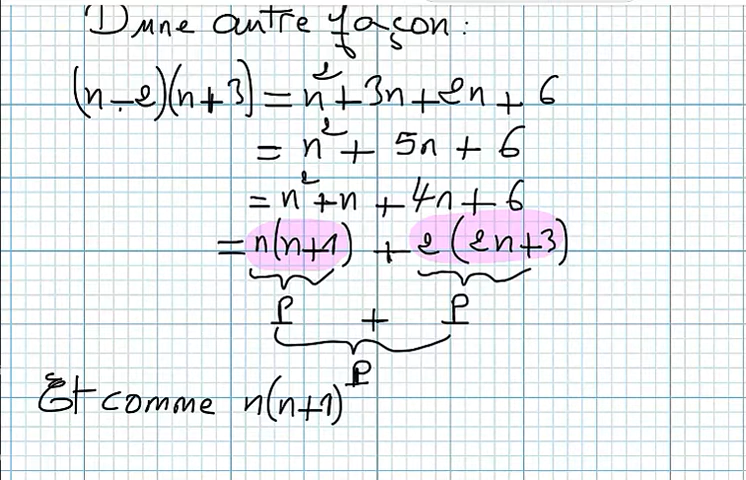 D'une autre façon:
(n-2)(n+3) = n² + 3n + 2n + 6
= n² + 5n + 6
= n² + n + 4n + 6
= n(n+1) + 2(2n+3)
P + P
P
Et comme n(n+1)